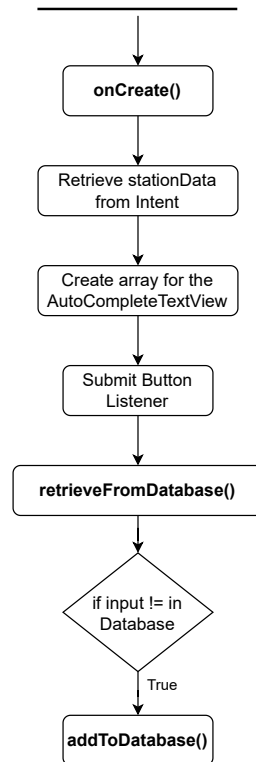 onCreate()
Retrieve stationData
from Intent
Create array for the
AutoCompleteTextView
Submit Button
Listener
retrieveFromDatabase()
if input != in
Database
True
addToDatabase()